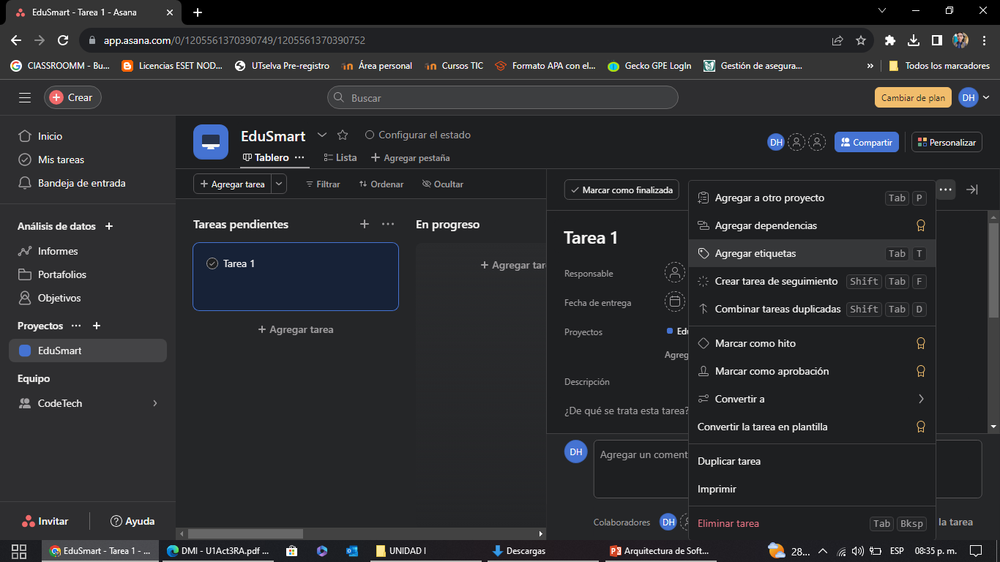 EduSmart - Tarea 1 - Asana
app.asana.com/0/1205561370390749/1205561370390752
ClASSROOMM - Bu...
Licencias ESET NOD...
UTselva Pre-registro
Área personal
Cursos TIC
Formato APA con el...
Gecko GPE LogIn
Gestión de asegura...
»
Todos los marcadores
Crear
Buscar
Cambiar de plan
DH
Inicio
Mis tareas
Bandeja de entrada
Análisis de datos +
Informes
Portafolios
Objetivos
Proyectos ... +
EduSmart
Equipo
CodeTech
Invitar
Ayuda
EduSmart
Configurar el estado
Tablero ...
Lista
+ Agregar pestaña
DH
Compartir
Personalizar
+ Agregar tarea
Filtrar
Ordenar
Ocultar
Tareas pendientes + ...
Tarea 1
+ Agregar tarea
En progreso
+ Agregar tare
Marcar como finalizada
Tarea 1
Responsable
Fecha de entrega
Proyectos
Edu
Agreg
Descripción
¿De qué se trata esta tarea?
DH
Agregar un coment
Colaboradores
DH
la tarea
Agregar a otro proyecto Tab P
Agregar dependencias
Agregar etiquetas Tab T
Crear tarea de seguimiento Shift Tab F
Combinar tareas duplicadas Shift Tab D
Marcar como hito
Marcar como aprobación
Convertir a
Convertir la tarea en plantilla
Duplicar tarea
Imprimir
Eliminar tarea Tab Bksp
EduSmart - Tarea 1 - ...
DMI - U1Act3RA.pdf ...
UNIDAD I
Descargas
Arquitectura de Soft...
28...
ESP
08:35 p. m.